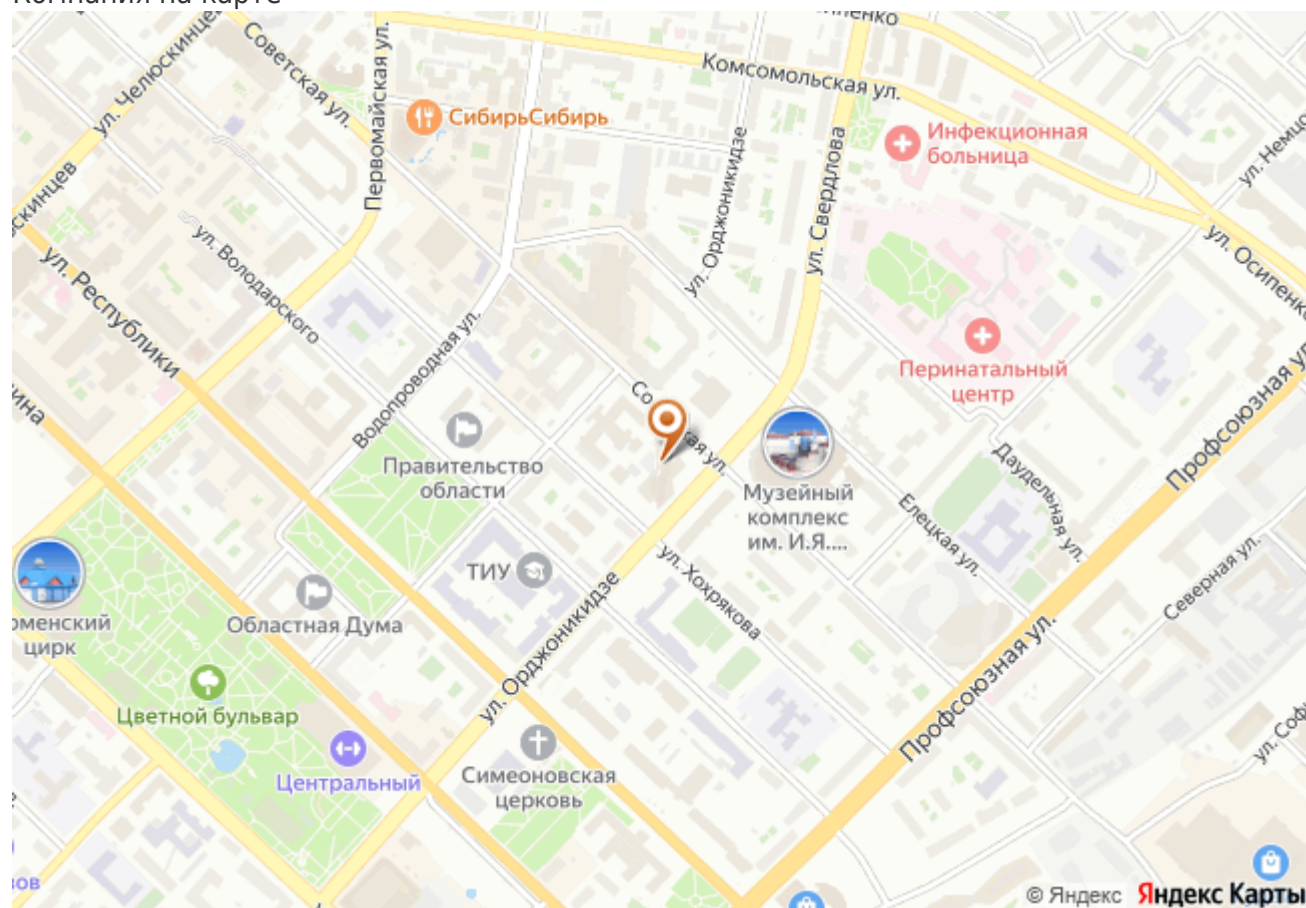 Компания на карте
ул. Челюскинцев
Советская ул.
Первомайская ул.
СибирьСибирь
Комсомольская ул.
ул. Орджоникидзе
ул. Свердлова
Инфекционная
больница
ул. Осипенко
ул. Володарского
ул. Республики
Водопроводная ул.
Перинатальный
центр
Правительство
области
Музейный
комплекс
им. И.Я....
Даудельная ул.
Профсоюзная ул.
Елецкая ул.
Северная ул.
ТИУ
ул. Хохрякова
Областная Дума
ул. Орджоникидзе
Цветной бульвар
цирк
Профсоюзная ул.
Центральный
Симеоновская
церковь
© Яндекс Яндекс Карты